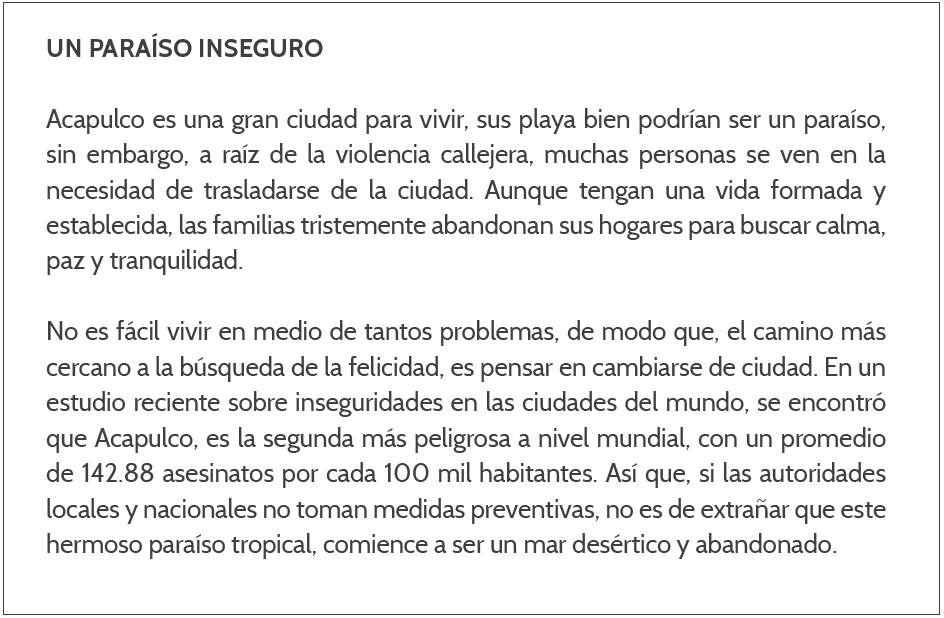 UN PARAÍSO INSEGURO
Acapulco es una gran ciudad para vivir, sus playa bien podrían ser un paraíso,
sin embargo, a raíz de la violencia callejera, muchas personas se ven en la
necesidad de trasladarse de la ciudad. Aunque tengan una vida formada y
establecida, las familias tristemente abandonan sus hogares para buscar calma,
paz y tranquilidad.
No es fácil vivir en medio de tantos problemas, de modo que, el camino más
cercano a la búsqueda de la felicidad, es pensar en cambiarse de ciudad. En un
estudio reciente sobre inseguridades en las ciudades del mundo, se encontró
que Acapulco, es la segunda más peligrosa a nivel mundial, con un promedio
de 142.88 asesinatos por cada 100 mil habitantes. Así que, si las autoridades
locales y nacionales no toman medidas preventivas, no es de extrañar que este
hermoso paraíso tropical, comience a ser un mar desértico y abandonado.